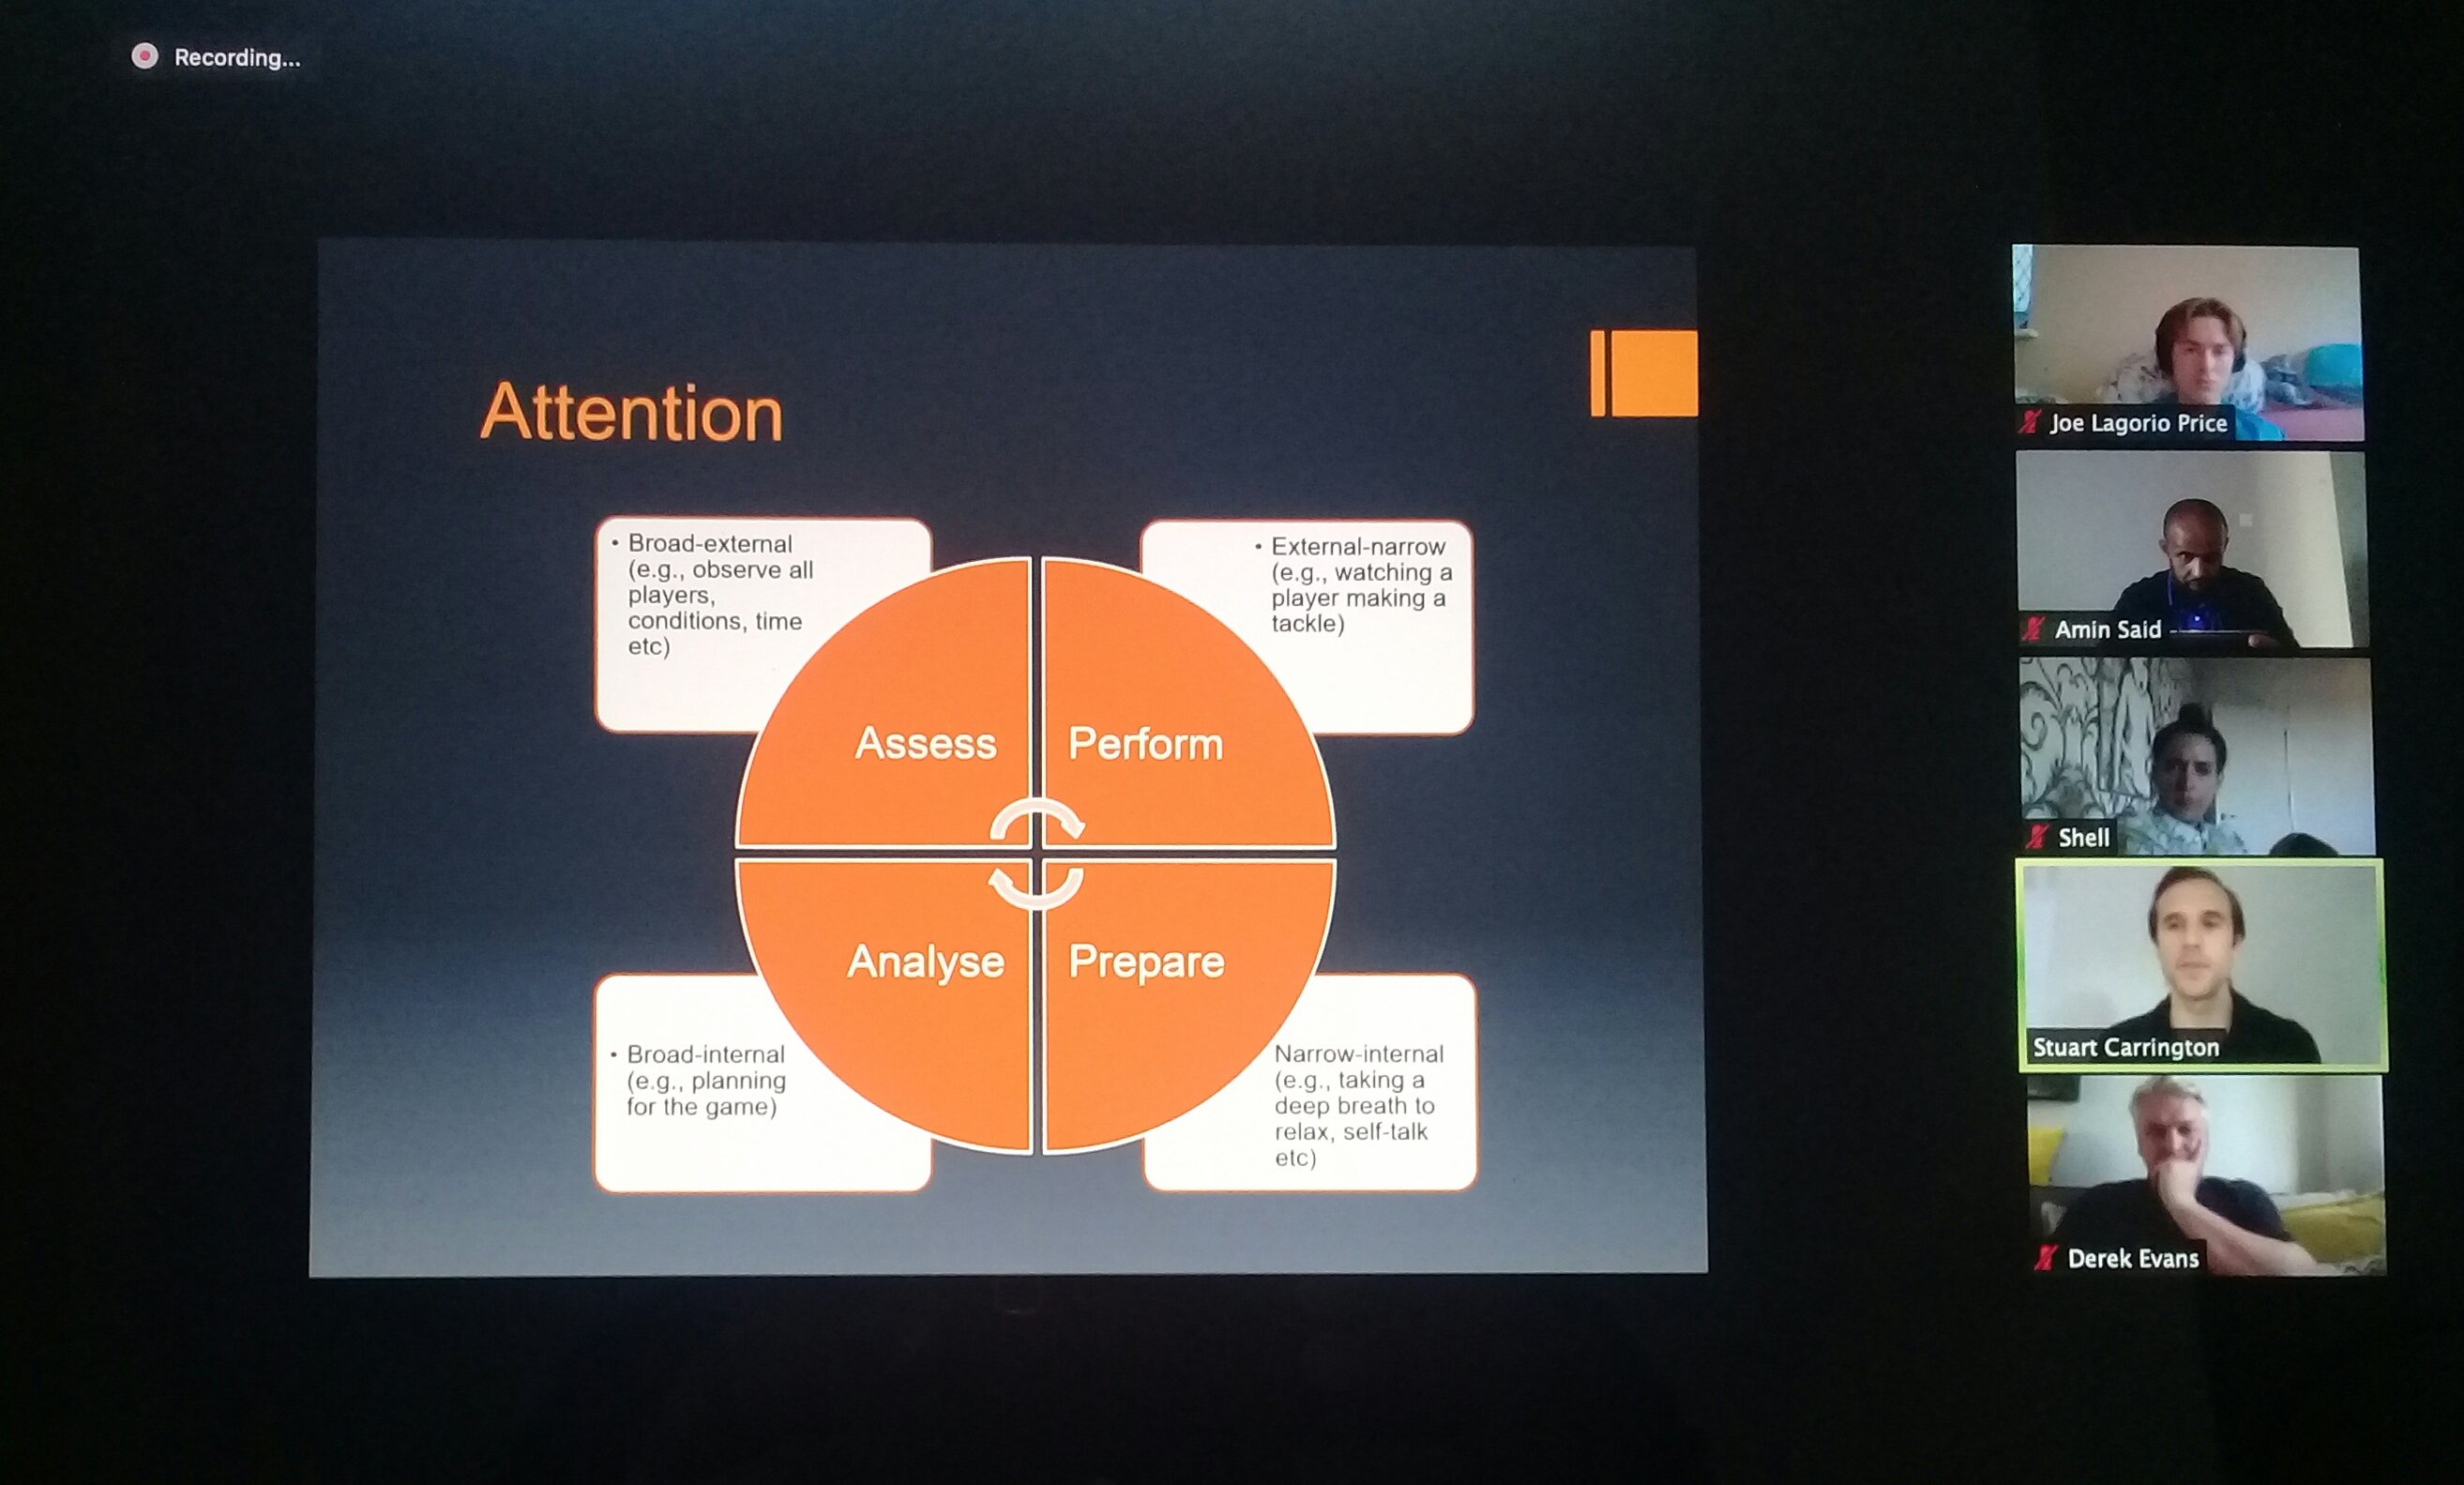 Recording...
Attention
• Broad-external
(e.g., observe all
players,
conditions, time
etc)
• External-narrow
(e.g., watching a
player making a
tackle)
Assess
Perform
Analyse
Prepare
• Broad-internal
(e.g., planning
for the game)
Narrow-internal
(e.g., taking a
deep breath to
relax, self-talk
etc)
Joe Lagorio Price
Amin Said
Shell
Stuart Carrington
Derek Evans